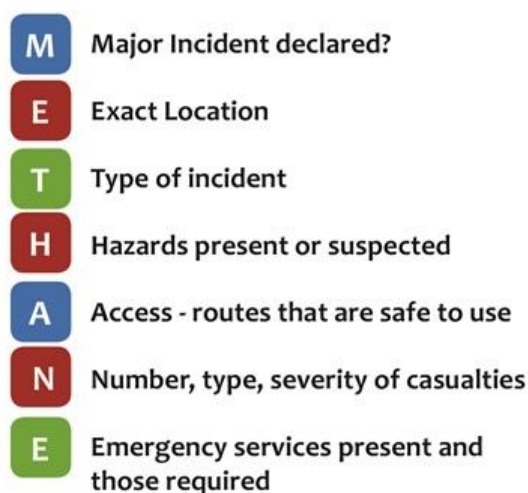 M Major Incident declared?
E Exact Location
T Type of incident
H Hazards present or suspected
A Access - routes that are safe to use
N Number, type, severity of casualties
E Emergency services present and
those required